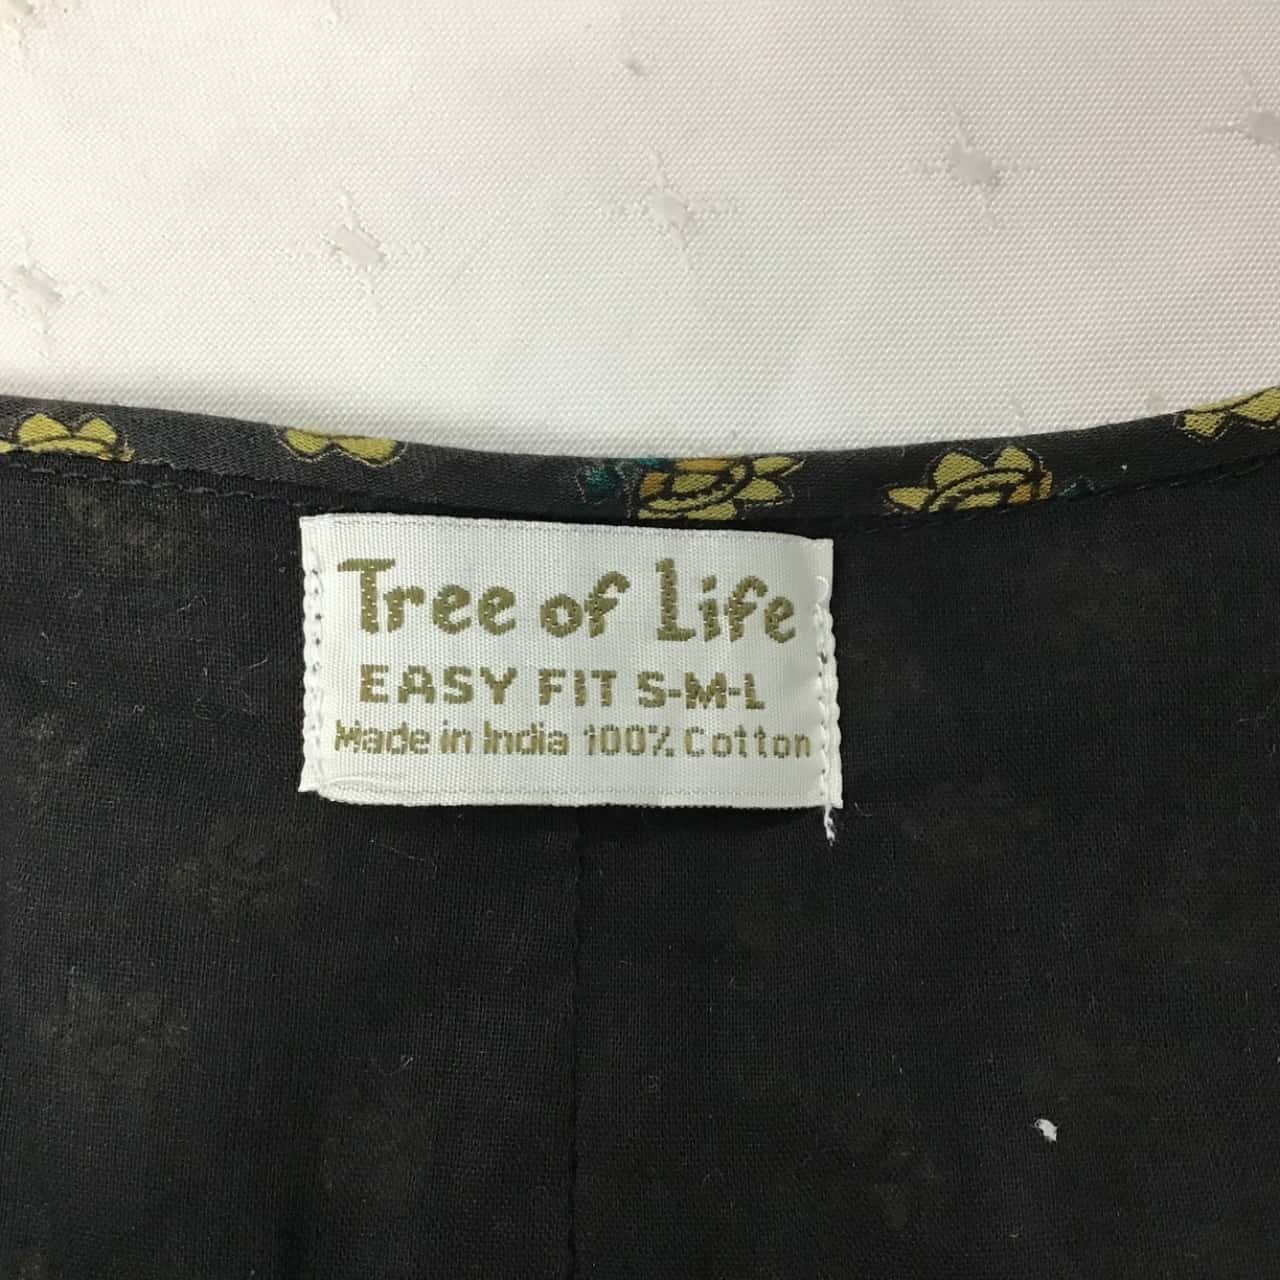 Tree of Life
EASY FIT S-M-L
Made in India 100% Cotton